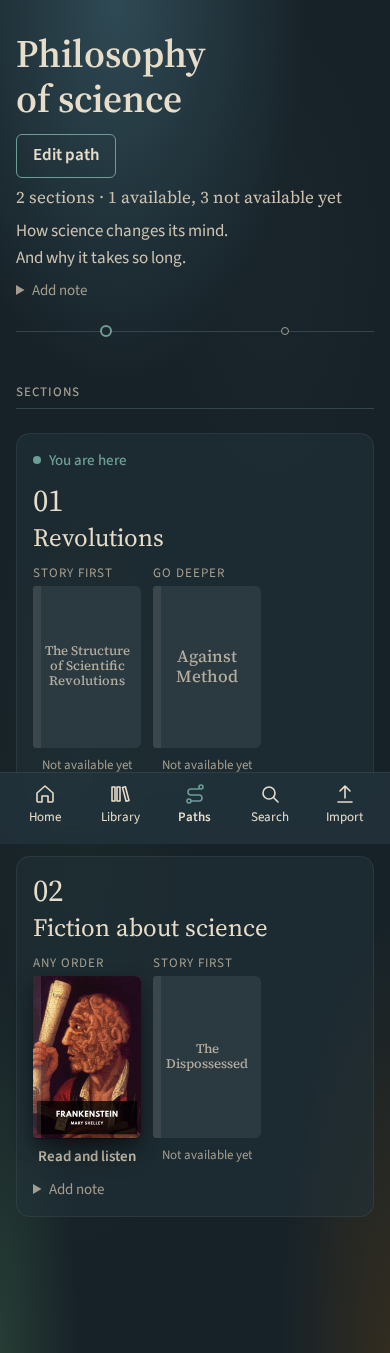 Philosophy
of science
Edit path
2 sections · 1 available, 3 not available yet
How science changes its mind.
And why it takes so long.
Add note
SECTIONS
You are here
01
Revolutions
STORY FIRST
GO DEEPER
The Structure
of Scientific
Revolutions
Against
Method
Not available yet
Not available yet
Home
Library
Paths
Search
Import
02
Fiction about science
ANY ORDER
STORY FIRST
FRANKENSTEIN
MARY SHELLEY
The
Dispossessed
Read and listen
Not available yet
Add note